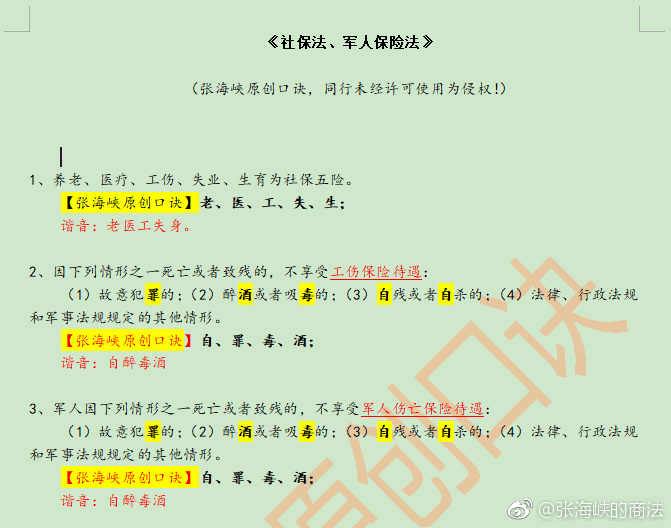 《社保法、军人保险法》
（张海峡原创口诀，同行未经许可使用为侵权！）
1、养老、医疗、工伤、失业、生育为社保五险。
【张海峡原创口诀】老、医、工、失、生；
谐音：老医工失身。
2、因下列情形之一死亡或者致残的，不享受工伤保险待遇：
（1）故意犯罪的；（2）醉酒或者吸毒的；（3）自残或者自杀的；（4）法律、行政法规
和军事法规规定的其他情形。
【张海峡原创口诀】自、罪、毒、酒；
谐音：自醉毒酒
3、军人因下列情形之一死亡或者致残的，不享受军人伤亡保险待遇：
（1）故意犯罪的；（2）醉酒或者吸毒的；（3）自残或者自杀的；（4）法律、行政法规
和军事法规规定的其他情形。
【张海峡原创口诀】自、罪、毒、酒；
谐音：自醉毒酒
原创口诀
@张海峡的商法